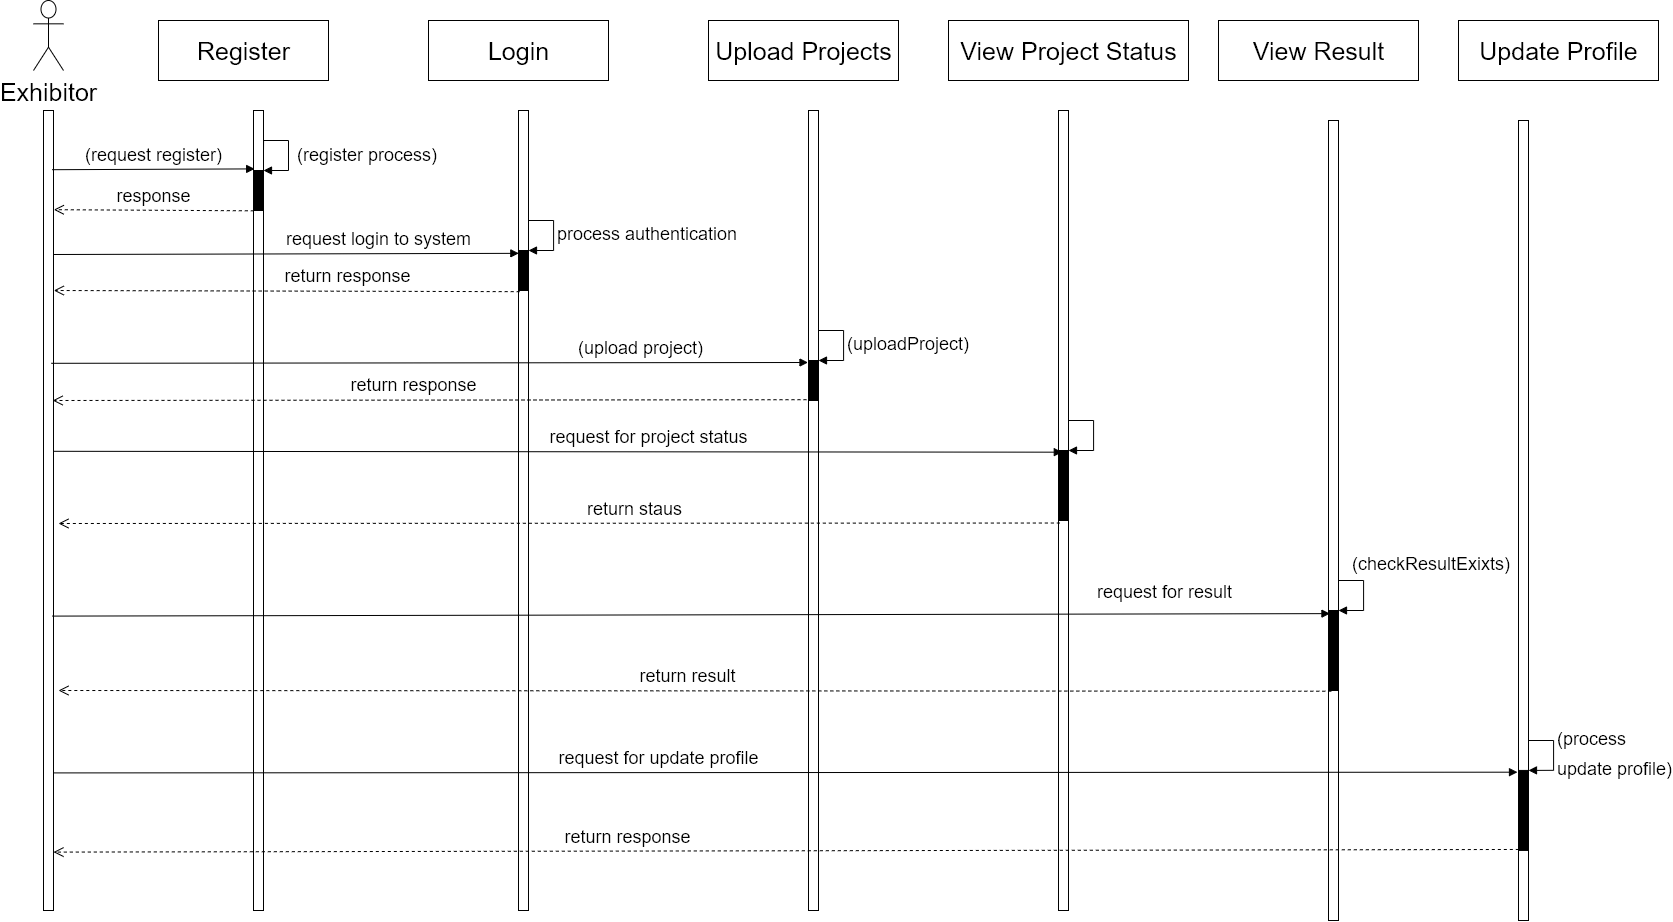 Exhibitor
Register
Login
Upload Projects
View Project Status
View Result
Update Profile
(request register)
(register process)
response
request login to system
process authentication
return response
(upload project)
(uploadProject)
return response
request for project status
return staus
(checkResultExixts)
request for result
return result
(process
update profile)
request for update profile
return response